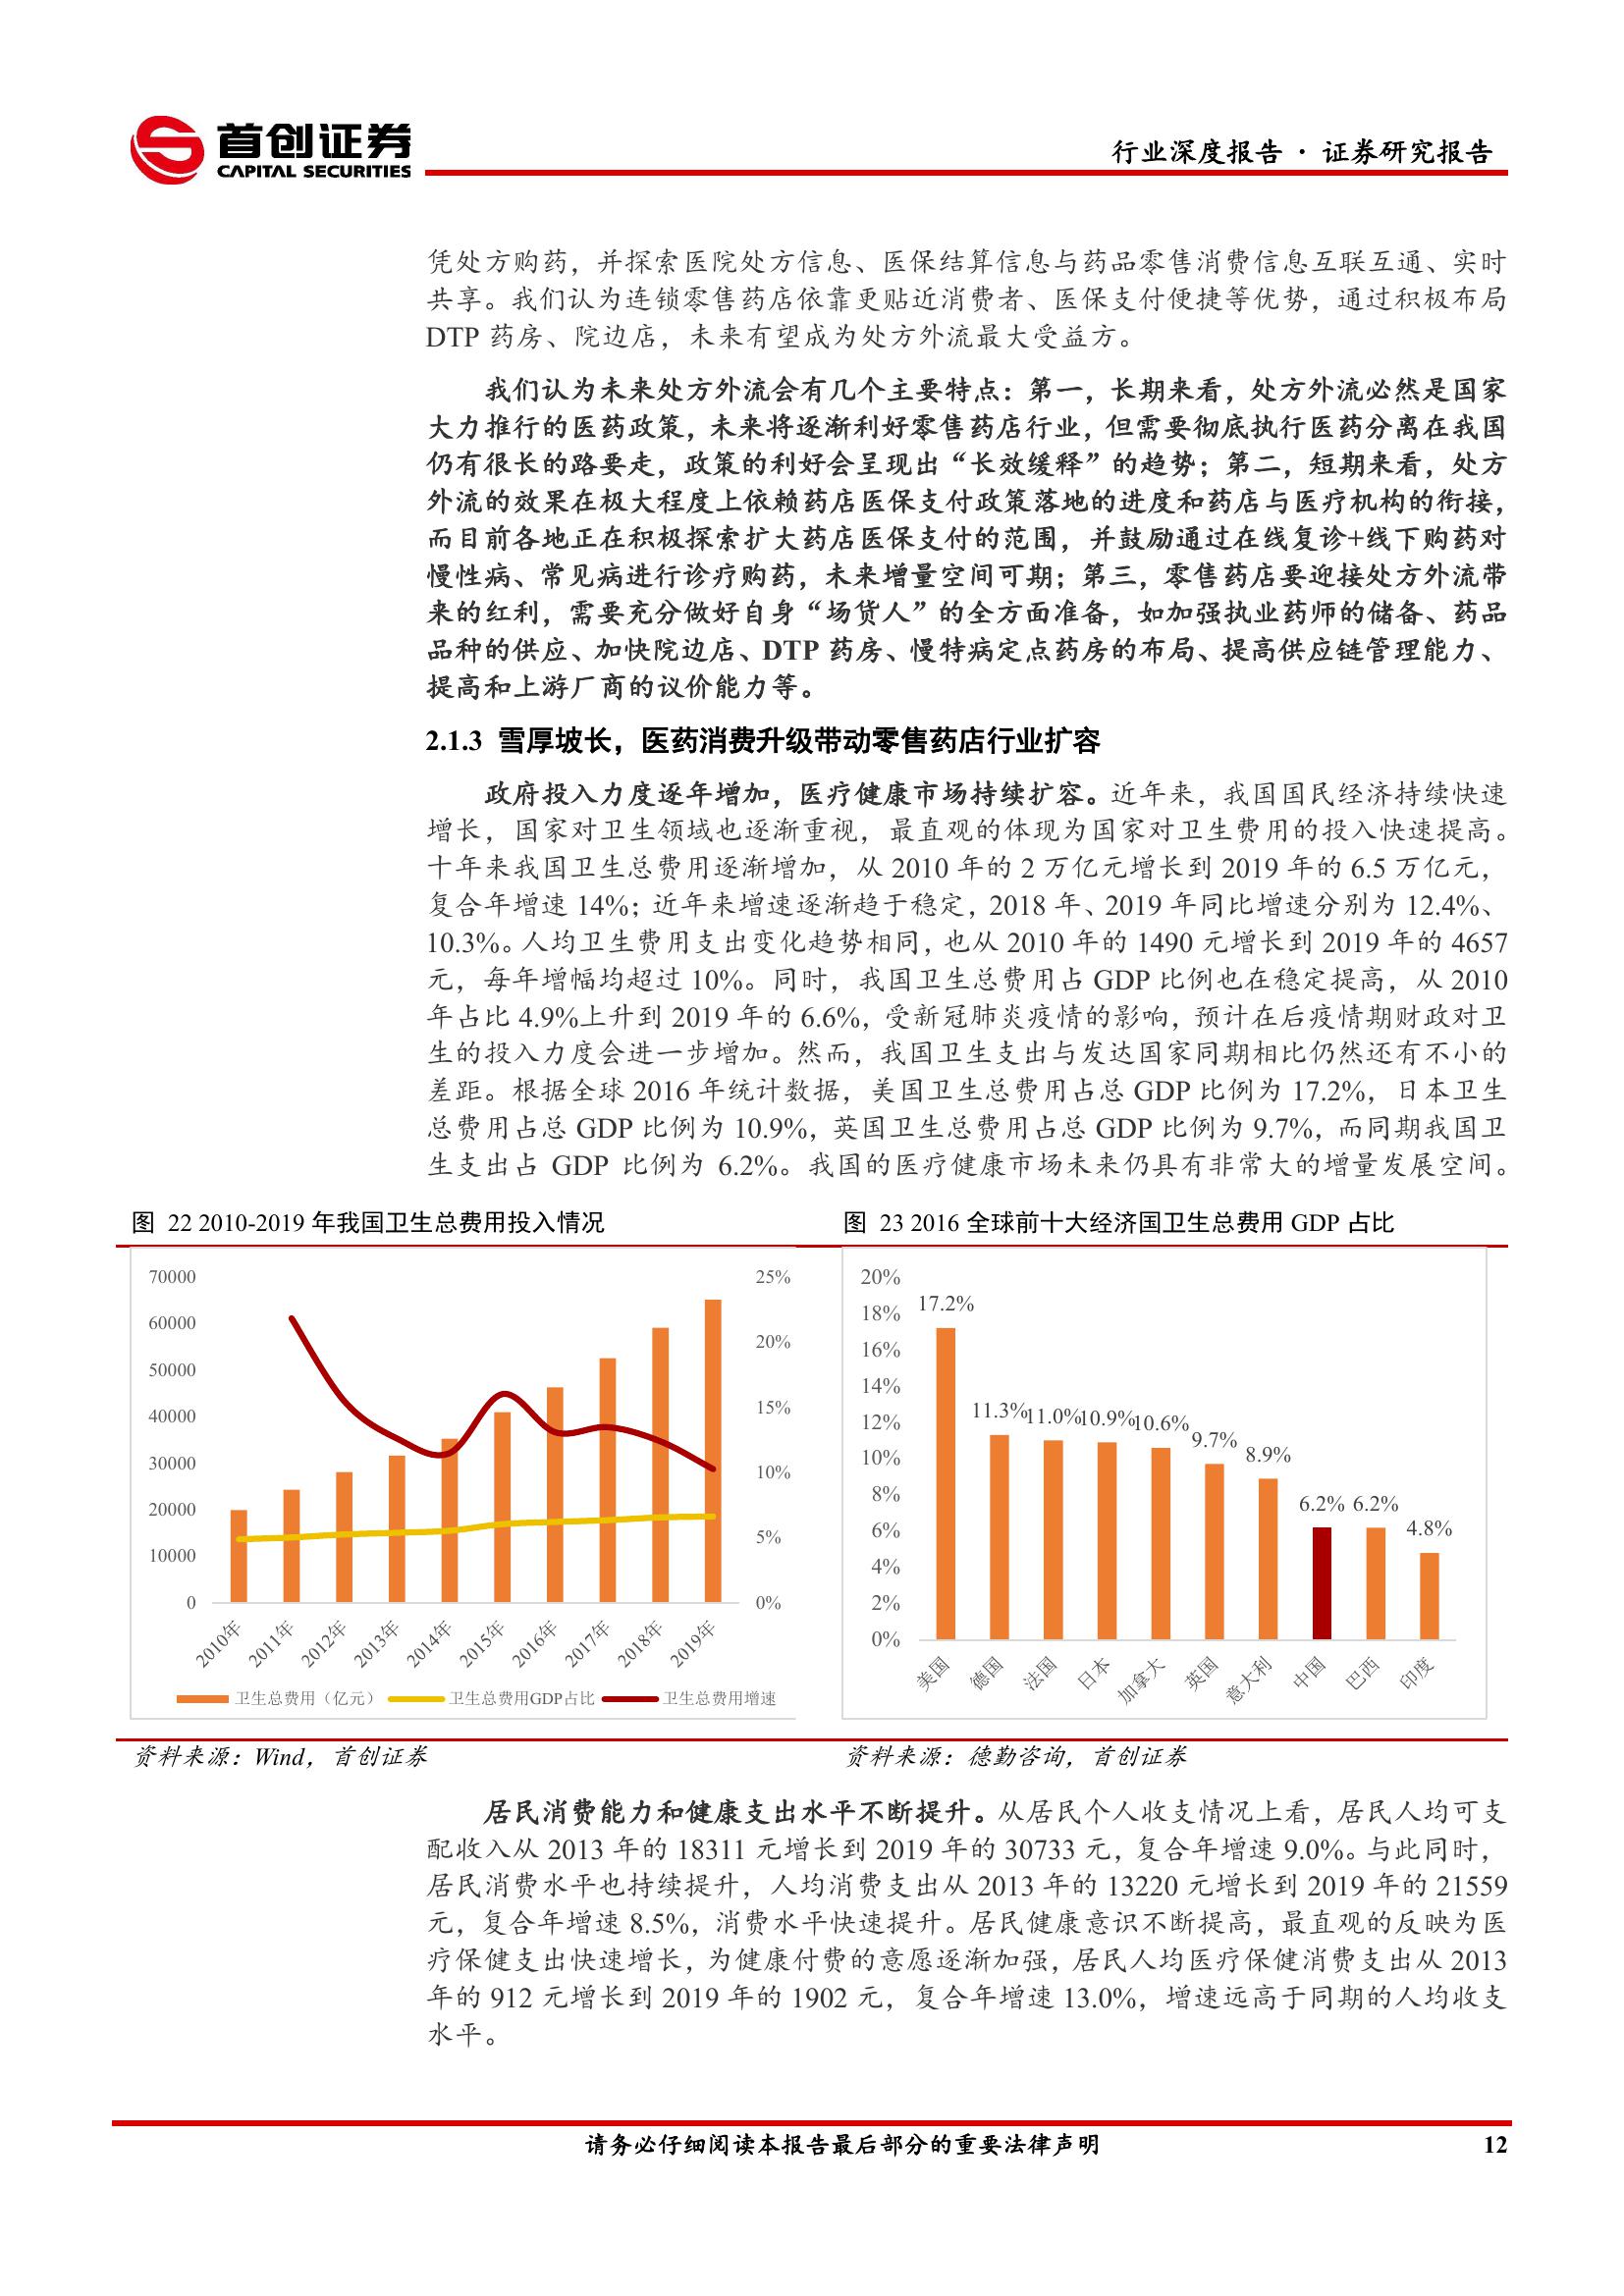 首创证券
CAPITAL SECURITIES
行业深度报告 · 证券研究报告
凭处方购药，并探索医院处方信息、医保结算信息与药品零售消费信息互联互通、实时
共享。我们认为连锁零售药店依靠更贴近消费者、医保支付便捷等优势，通过积极布局
DTP 药房、院边店，未来有望成为处方外流最大受益方。
我们认为未来处方外流会有几个主要特点：第一，长期来看，处方外流必然是国家
大力推行的医药政策，未来将逐渐利好零售药店行业，但需要彻底执行医药分离在我国
仍有很长的路要走，政策的利好会呈现出“长效缓释”的趋势；第二，短期来看，处方
外流的效果在极大程度上依赖药店医保支付政策落地的进度和药店与医疗机构的衔接，
而目前各地正在积极探索扩大药店医保支付的范围，并鼓励通过在线复诊+线下购药对
慢性病、常见病进行诊疗购药，未来增量空间可期；第三，零售药店要迎接处方外流带
来的红利，需要充分做好自身“场货人”的全方面准备，如加强执业药师的储备、药品
品种的供应、加快院边店、DTP 药房、慢特病定点药房的布局、提高供应链管理能力、
提高和上游厂商的议价能力等。
2.1.3 雪厚坡长，医药消费升级带动零售药店行业扩容
政府投入力度逐年增加，医疗健康市场持续扩容。近年来，我国国民经济持续快速
增长，国家对卫生领域也逐渐重视，最直观的体现为国家对卫生费用的投入快速提高。
十年来我国卫生总费用逐渐增加，从 2010 年的 2 万亿元增长到 2019 年的 6.5 万亿元，
复合年增速 14%；近年来增速逐渐趋于稳定，2018 年、2019 年同比增速分别为 12.4%、
10.3%。人均卫生费用支出变化趋势相同，也从 2010 年的 1490 元增长到 2019 年的 4657
元，每年增幅均超过 10%。同时，我国卫生总费用占 GDP 比例也在稳定提高，从 2010
年占比 4.9%上升到 2019 年的 6.6%，受新冠肺炎疫情的影响，预计在后疫情期财政对卫
生的投入力度会进一步增加。然而，我国卫生支出与发达国家同期相比仍然还有不小的
差距。根据全球 2016 年统计数据，美国卫生总费用占总 GDP 比例为 17.2%，日本卫生
总费用占总 GDP 比例为 10.9%，英国卫生总费用占总 GDP 比例为 9.7%，而同期我国卫
生支出占 GDP 比例为 6.2%。我国的医疗健康市场未来仍具有非常大的增量发展空间。
图 22 2010-2019 年我国卫生总费用投入情况
70000
60000
50000
40000
30000
20000
10000
0
25%
20%
15%
10%
5%
0%
2010年
2011年
2012年
2013年
2014年
2015年
2016年
2017年
2018年
2019年
卫生总费用（亿元） 卫生总费用GDP占比 卫生总费用增速
资料来源：Wind，首创证券
图 23 2016 全球前十大经济国卫生总费用 GDP 占比
20%
18%
16%
14%
12%
10%
8%
6%
4%
2%
0%
17.2%
11.3%
11.0%
10.9%
10.6%
9.7%
8.9%
6.2%
6.2%
4.8%
美国
德国
法国
日本
加拿大
英国
意大利
中国
巴西
印度
资料来源：德勤咨询，首创证券
居民消费能力和健康支出水平不断提升。从居民个人收支情况上看，居民人均可支
配收入从 2013 年的 18311 元增长到 2019 年的 30733 元，复合年增速 9.0%。与此同时，
居民消费水平也持续提升，人均消费支出从 2013 年的 13220 元增长到 2019 年的 21559
元，复合年增速 8.5%，消费水平快速提升。居民健康意识不断提高，最直观的反映为医
疗保健支出快速增长，为健康付费的意愿逐渐加强，居民人均医疗保健消费支出从 2013
年的 912 元增长到 2019 年的 1902 元，复合年增速 13.0%，增速远高于同期的人均收支
水平。
请务必仔细阅读本报告最后部分的重要法律声明
12